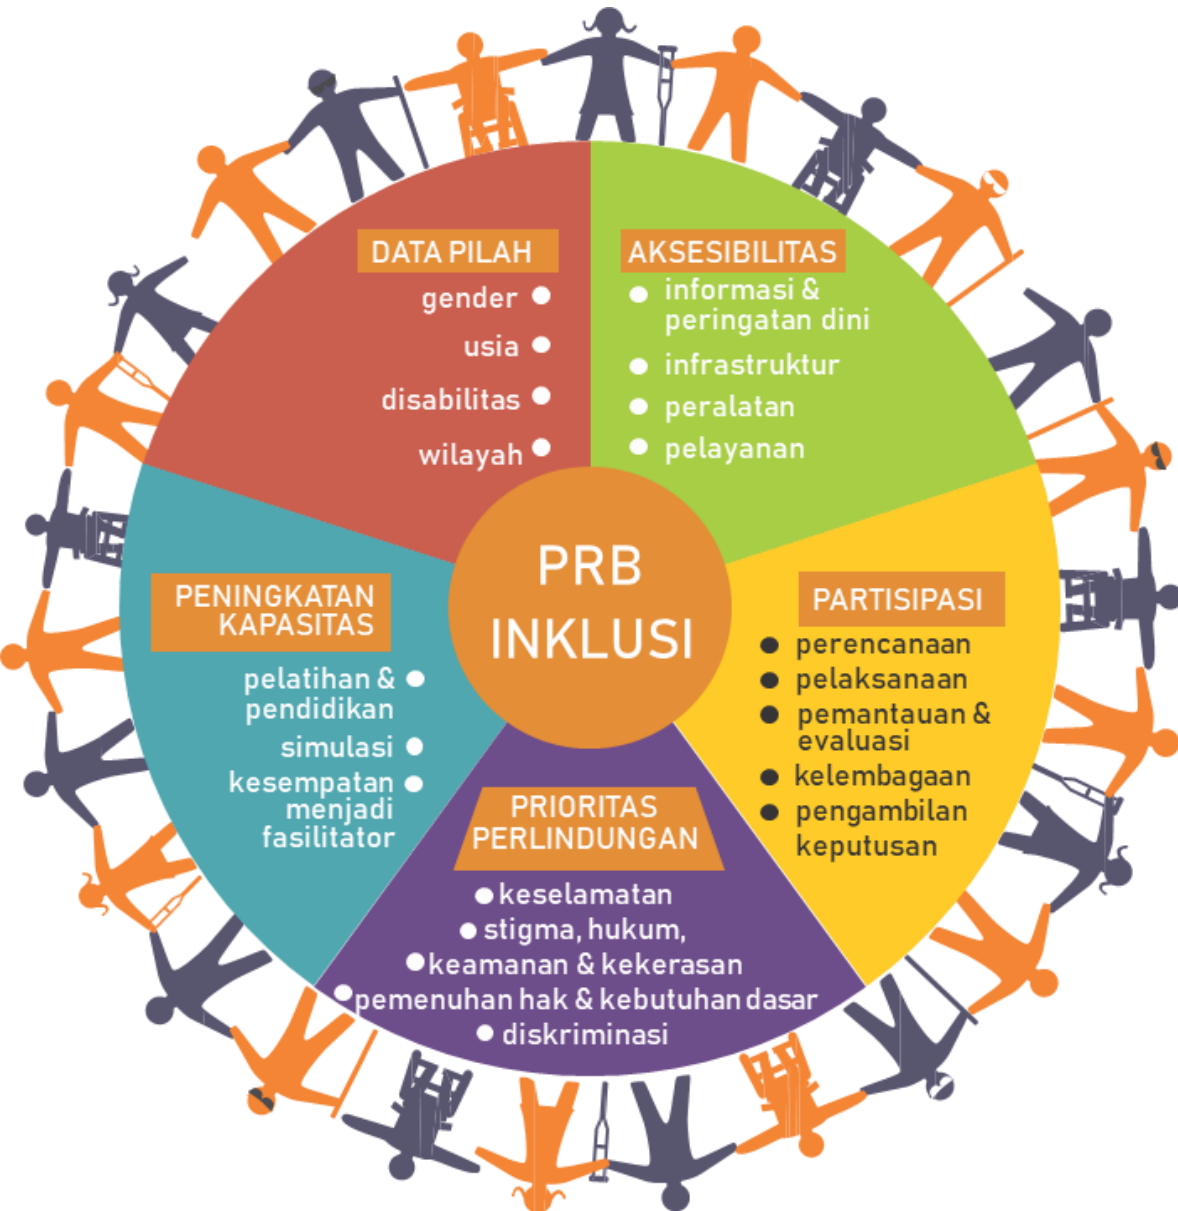 DATA PILAH
gender
usia
disabilitas
wilayah
AKSESIBILITAS
informasi &
peringatan dini
infrastruktur
peralatan
pelayanan
PRB
INKLUSI
PENINGKATAN
KAPASITAS
pelatihan &
pendidikan
simulasi
kesempatan
menjadi
fasilitator
PARTISIPASI
perencanaan
pelaksanaan
pemantauan &
evaluasi
kelembagaan
pengambilan
keputusan
PRIORITAS
PERLINDUNGAN
keselamatan
stigma, hukum,
keamanan & kekerasan
pemenuhan hak & kebutuhan dasar
diskriminasi